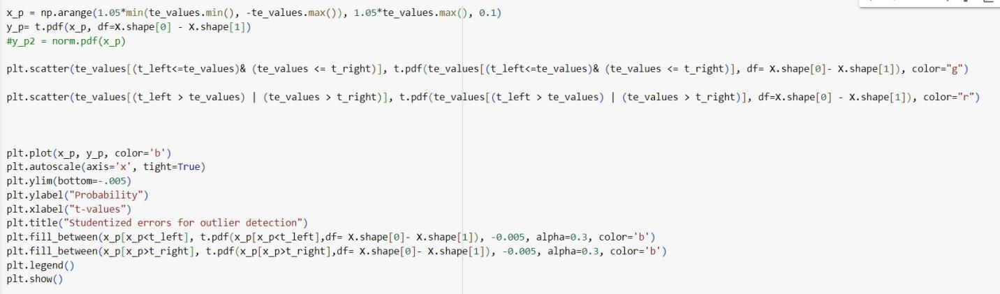 x_p = np.arange(1.05*min(te_values.min(), -te_values.max()), 1.05*te_values.max(), 0.1)
y_p= t.pdf(x_p, df=X.shape[0] - X.shape[1])
#y_p2 = norm.pdf(x_p)
plt.scatter(te_values[(t_left<=te_values)& (te_values <= t_right)], t.pdf(te_values[(t_left<=te_values)& (te_values <= t_right)], df= X.shape[0]- X.shape[1]), color="g")
plt.scatter(te_values[(t_left > te_values) | (te_values > t_right)], t.pdf(te_values[(t_left > te_values) | (te_values > t_right)], df=X.shape[0] - X.shape[1]), color="r")
plt.plot(x_p, y_p, color='b')
plt.autoscale(axis='x', tight=True)
plt.ylim(bottom=-.005)
plt.ylabel("Probability")
plt.xlabel("t-values")
plt.title("Studentized errors for outlier detection")
plt.fill_between(x_p[x_p<t_left], t.pdf(x_p[x_p<t_left],df= X.shape[0]- X.shape[1]), -0.005, alpha=0.3, color='b')
plt.fill_between(x_p[x_p>t_right], t.pdf(x_p[x_p>t_right],df= X.shape[0]- X.shape[1]), -0.005, alpha=0.3, color='b')
plt.legend()
plt.show()